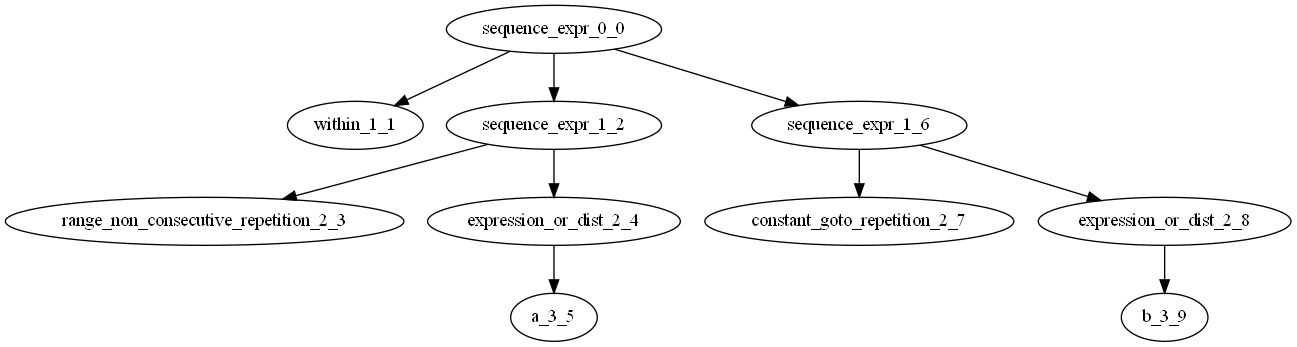 sequence_expr_0_0
within_1_1
sequence_expr_1_2
sequence_expr_1_6
range_non_consecutive_repetition_2_3
expression_or_dist_2_4
constant_goto_repetition_2_7
expression_or_dist_2_8
a_3_5
b_3_9